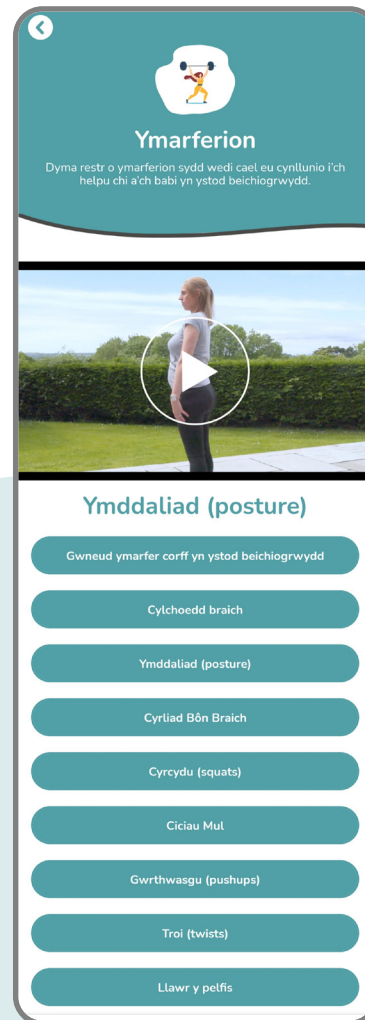 Ymarferion
Dyma restr o ymarferion sydd wedi cael eu cynllunio i'ch
helpu chi a'ch babi yn ystod beichiogrwydd.
Ymddaliad (posture)
Gwneud ymarfer corff yn ystod beichiogrwydd
Cylchoedd braich
Ymddaliad (posture)
Cyrliad Bôn Braich
Cyrcydu (squats)
Ciciau Mul
Gwrthwasgu (pushups)
Troi (twists)
Llawr y pelfis